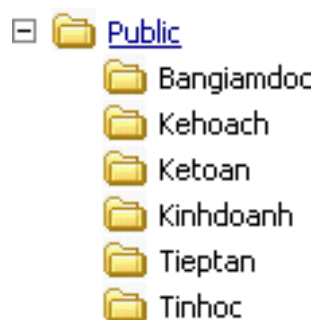 Public
Bangiamdoc
Kehoach
Ketoan
Kinhdoanh
Tieptan
Tinhoc